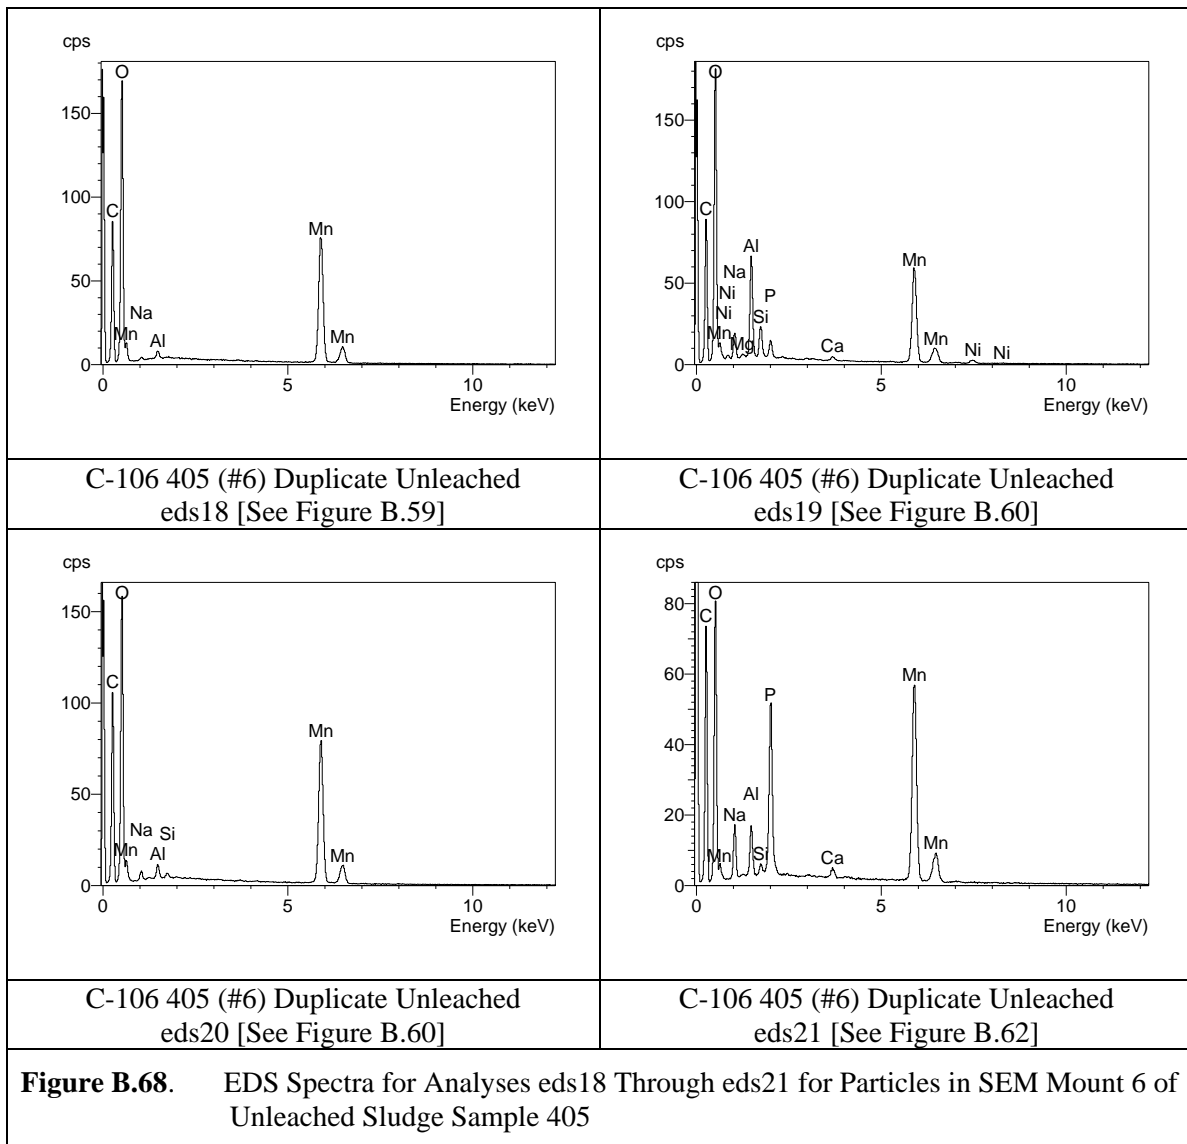 cps
O
150
C
100
Mn
50
Na
Mn
Al
Mn
0
0
5
10
Energy (keV)
C-106 405 (#6) Duplicate Unleached
eds18 [See Figure B.59]
cps
O
150
C
100
Al
Na
Mn
Ni
P
50
Ni
Si
Mn
Mg
Ca
Mn
Ni
Ni
0
0
5
10
Energy (keV)
C-106 405 (#6) Duplicate Unleached
eds19 [See Figure B.60]
cps
O
150
C
100
Mn
50
Na
Si
Mn
Al
Mn
0
0
5
10
Energy (keV)
C-106 405 (#6) Duplicate Unleached
eds20 [See Figure B.60]
cps
80
O
C
60
Mn
P
40
Al
20
Na
Mn
Si
Ca
Mn
0
0
5
10
Energy (keV)
C-106 405 (#6) Duplicate Unleached
eds21 [See Figure B.62]
Figure B.68. EDS Spectra for Analyses eds18 Through eds21 for Particles in SEM Mount 6 of
Unleached Sludge Sample 405